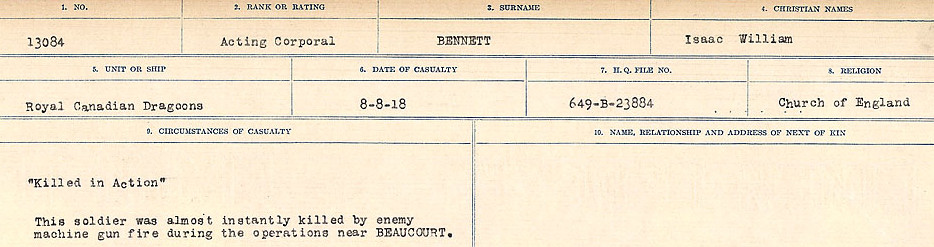 1. NO. 2. RANK OR RATING 3. SURNAME 4. CHRISTIAN NAMES
13084 Acting Corporal BENNETT Isaac William
5. UNIT OR SHIP 6. DATE OF CASUALTY 7. H. Q. FILE NO. 8. RELIGION
Royal Canadian Dragoons 8-8-18 649-B-23884 Church of England
9. CIRCUMSTANCES OF CASUALTY 10. NAME, RELATIONSHIP AND ADDRESS OF NEXT OF KIN
"Killed in Action"
This soldier was almost instantly killed by enemy
machine gun fire during the operations near BEAUCOURT.